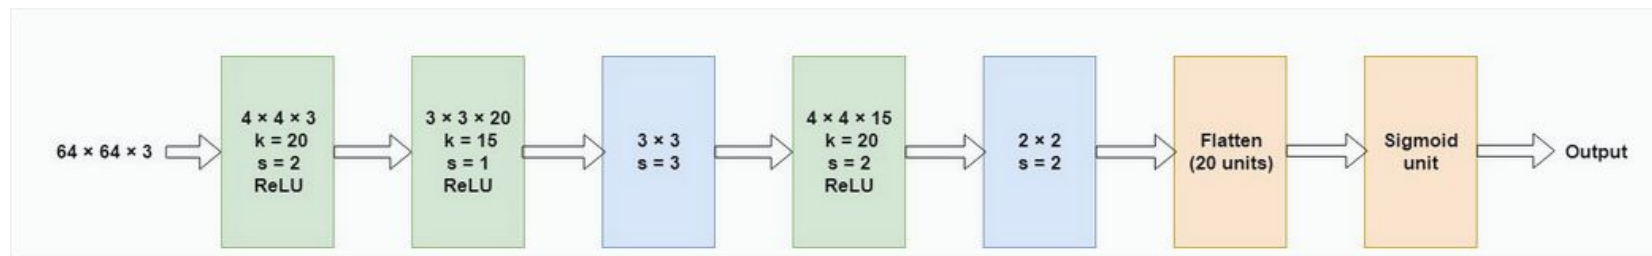 64 × 64 × 3
4 × 4 × 3
k = 20
s = 2
ReLU
3 × 3 × 20
k = 15
s = 1
ReLU
3 × 3
s = 3
4 × 4 × 15
k = 20
s = 2
ReLU
2 × 2
s = 2
Flatten
(20 units)
Sigmoid
unit
Output